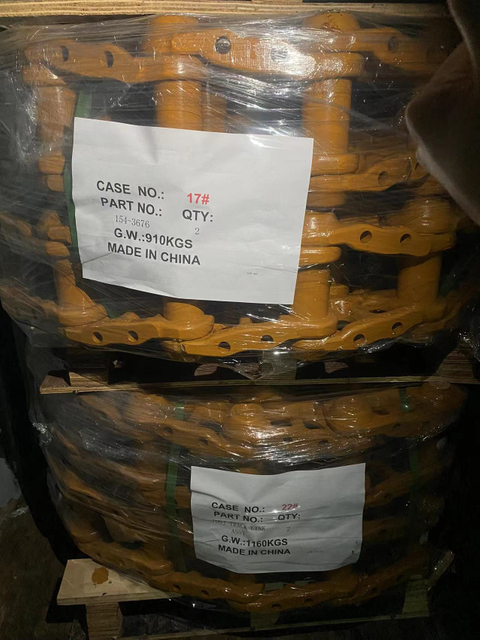 CASE NO.: 17#
PART NO.: QTY:
154-3676 2
G.W.:910KGS
MADE IN CHINA
CASE NO.: 22#
PART NO.: QTY:
G.W.:1160KGS
MADE IN CHINA